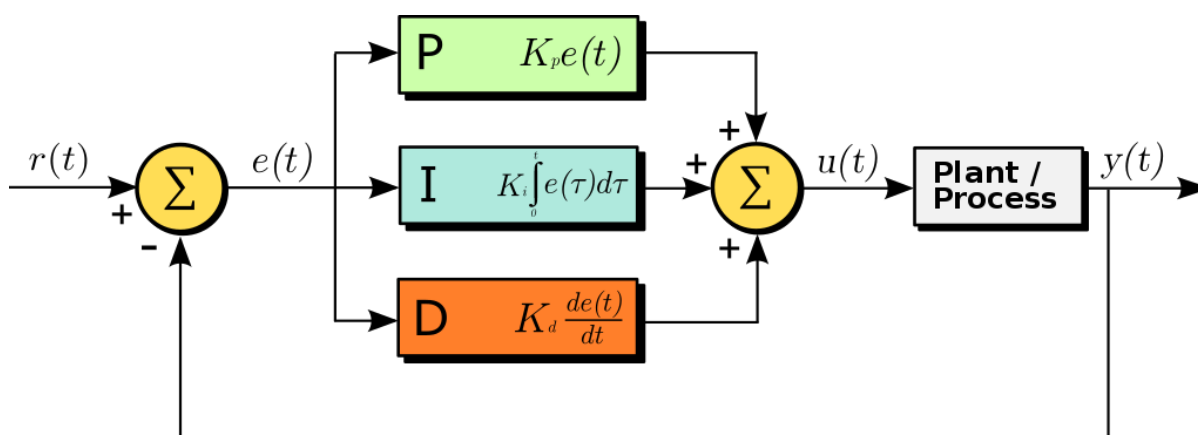 P K_p e(t)
r(t)
+
-
Σ
e(t)
I K_i ∫_0^t e(τ)dτ
D K_d de(t)/dt
+
+
+
Σ
u(t)
Plant /
Process
y(t)